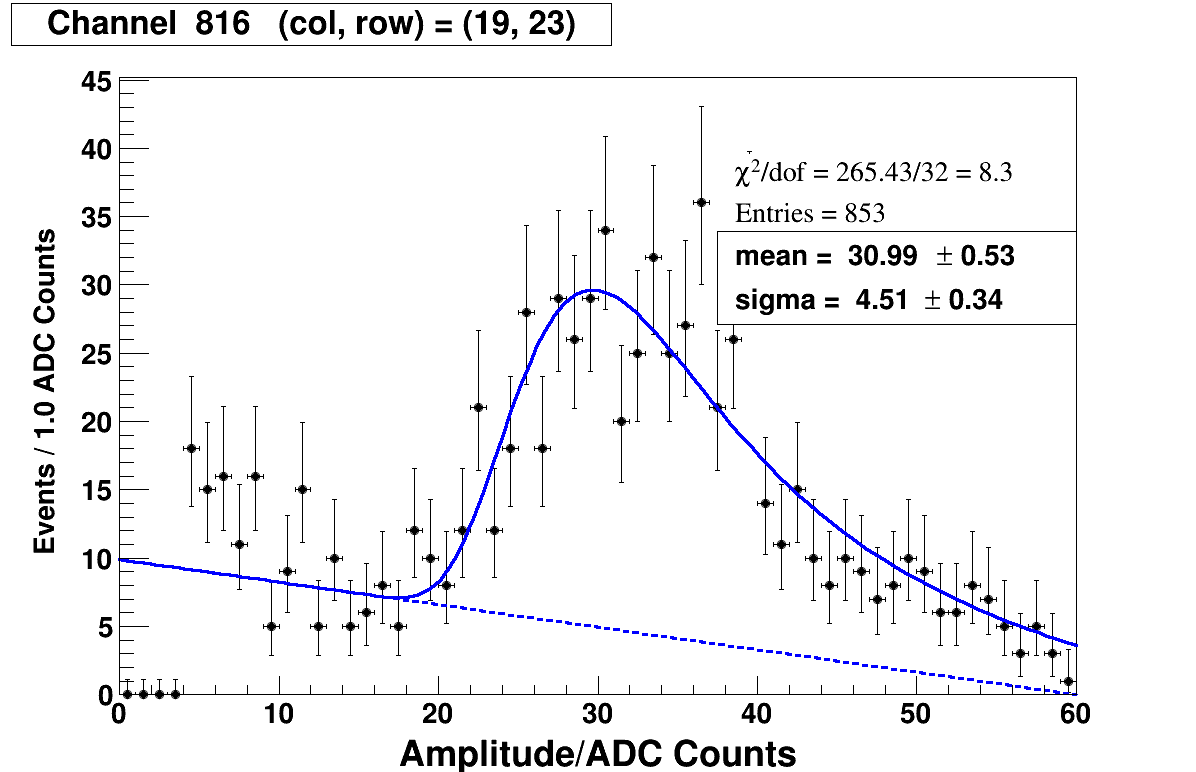 Channel 816 (col, row) = (19, 23)
45
40
35
30
25
20
15
10
5
0
Events / 1.0 ADC Counts
χ²/dof = 265.43/32 = 8.3
Entries = 853
mean = 30.99 ± 0.53
sigma = 4.51 ± 0.34
0 10 20 30 40 50 60
Amplitude/ADC Counts